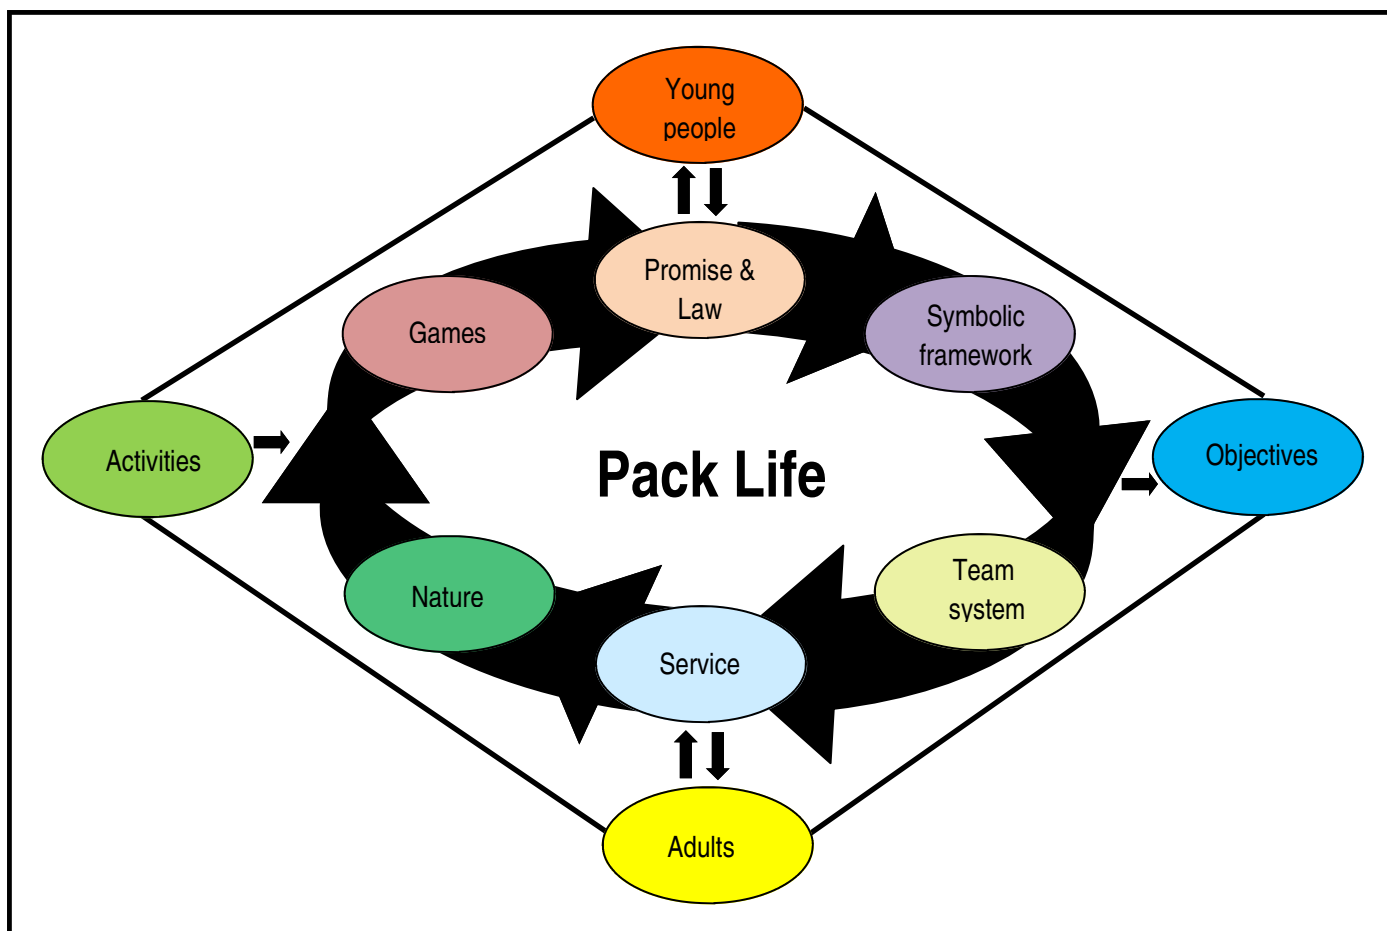 Young
people
Promise &
Law
Games
Symbolic
framework
Activities
Pack Life
Objectives
Nature
Team
system
Service
Adults